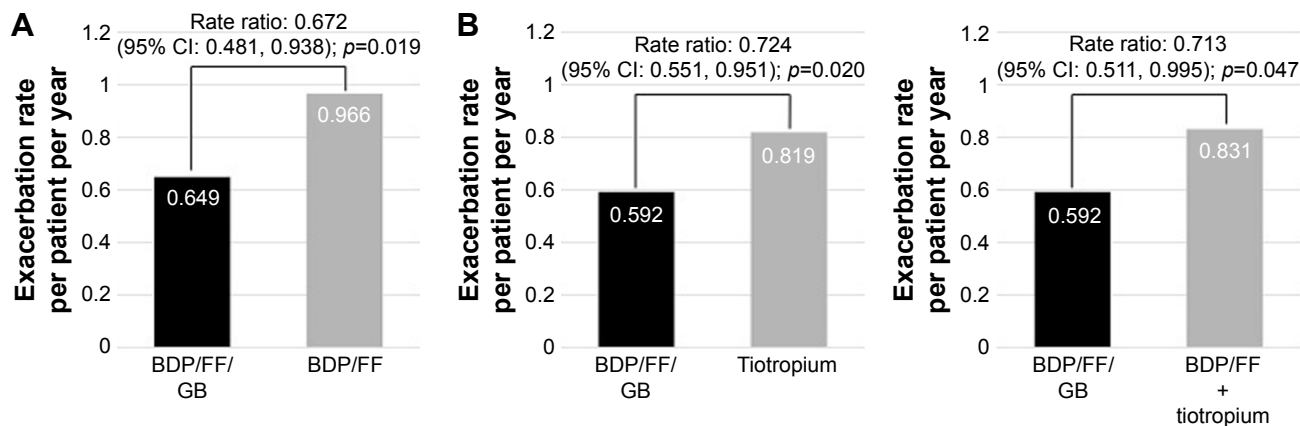 A
Rate ratio: 0.672
(95% CI: 0.481, 0.938); p=0.019
Exacerbation rate
per patient per year
1.2
1
0.8
0.6
0.4
0.2
0
0.649
0.966
BDP/FF/
GB
BDP/FF
B
Rate ratio: 0.724
(95% CI: 0.551, 0.951); p=0.020
Exacerbation rate
per patient per year
1.2
1
0.8
0.6
0.4
0.2
0
0.592
0.819
BDP/FF/
GB
Tiotropium
Rate ratio: 0.713
(95% CI: 0.511, 0.995); p=0.047
Exacerbation rate
per patient per year
1.2
1
0.8
0.6
0.4
0.2
0
0.592
0.831
BDP/FF/
GB
BDP/FF
+
tiotropium